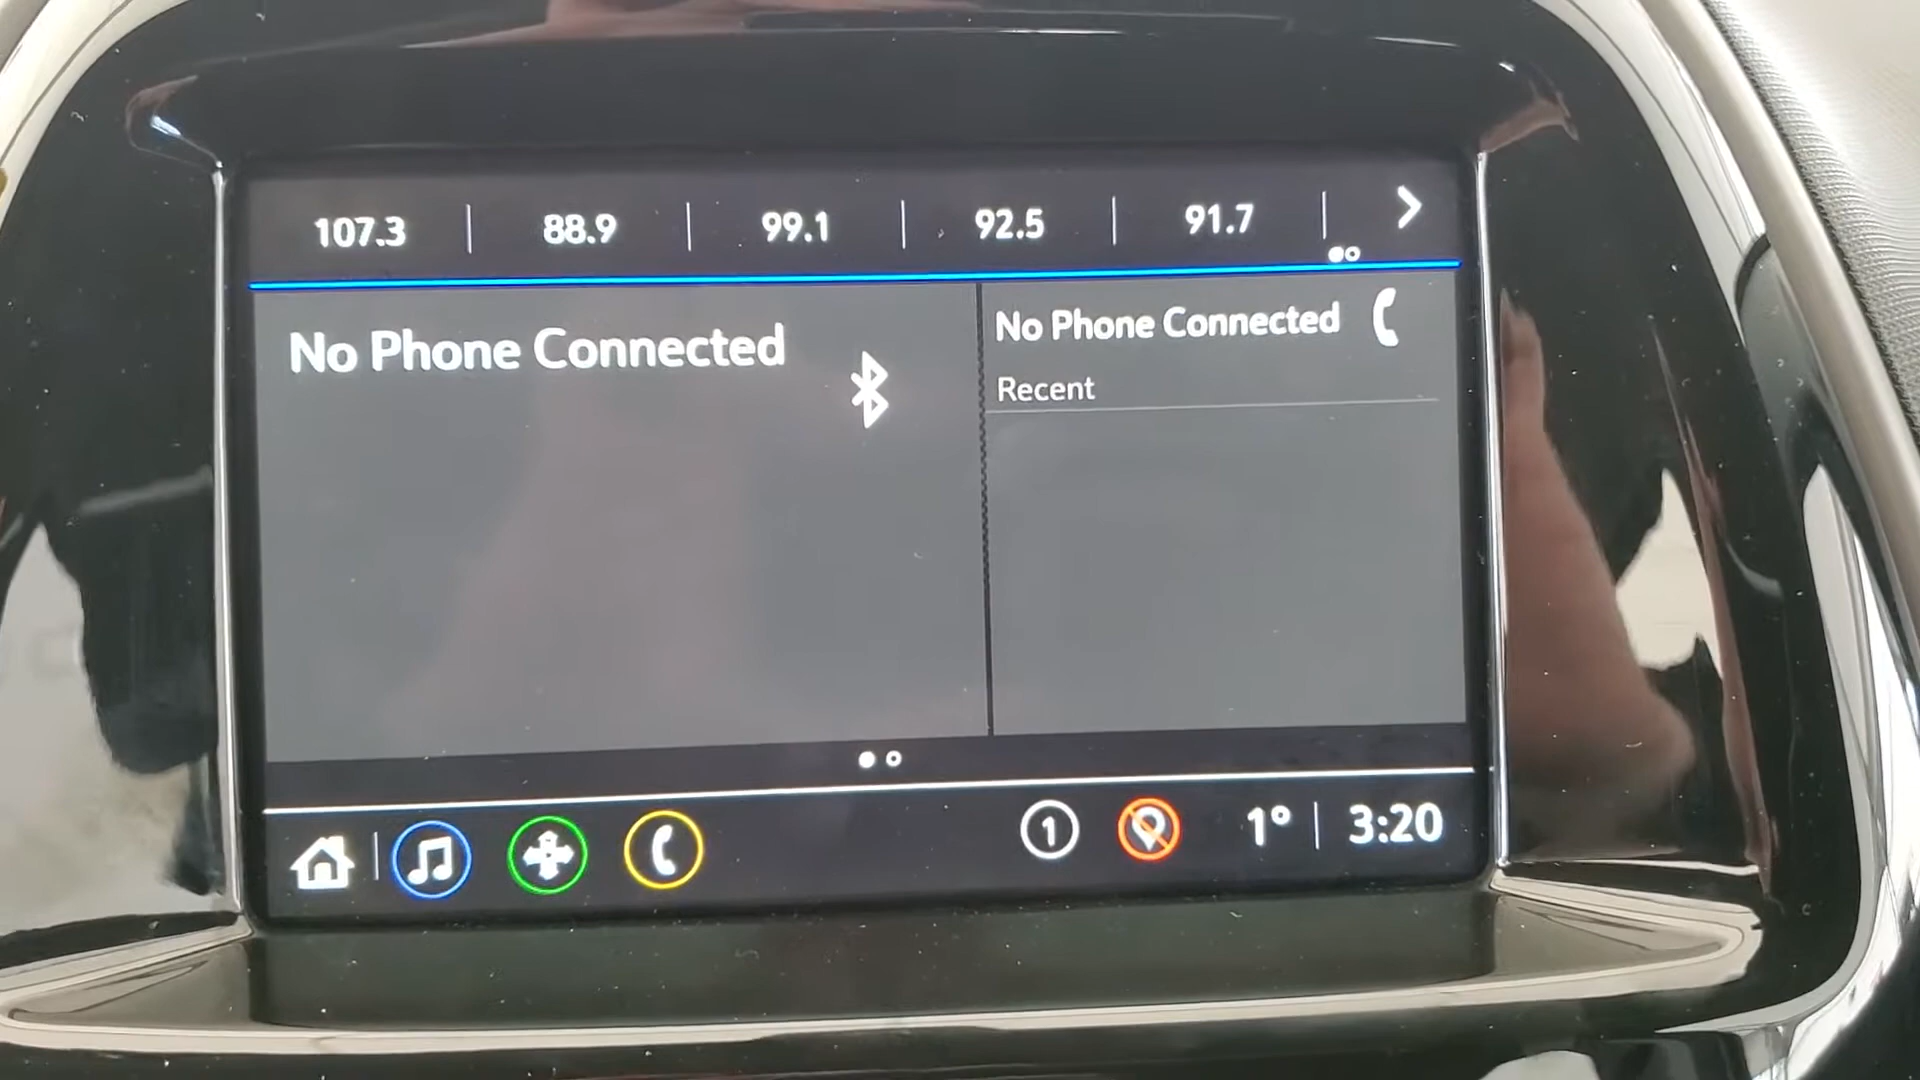 107.3 | 88.9 | 99.1 | 92.5 | 91.7 |
No Phone Connected
No Phone Connected
Recent
1 1° | 3:20